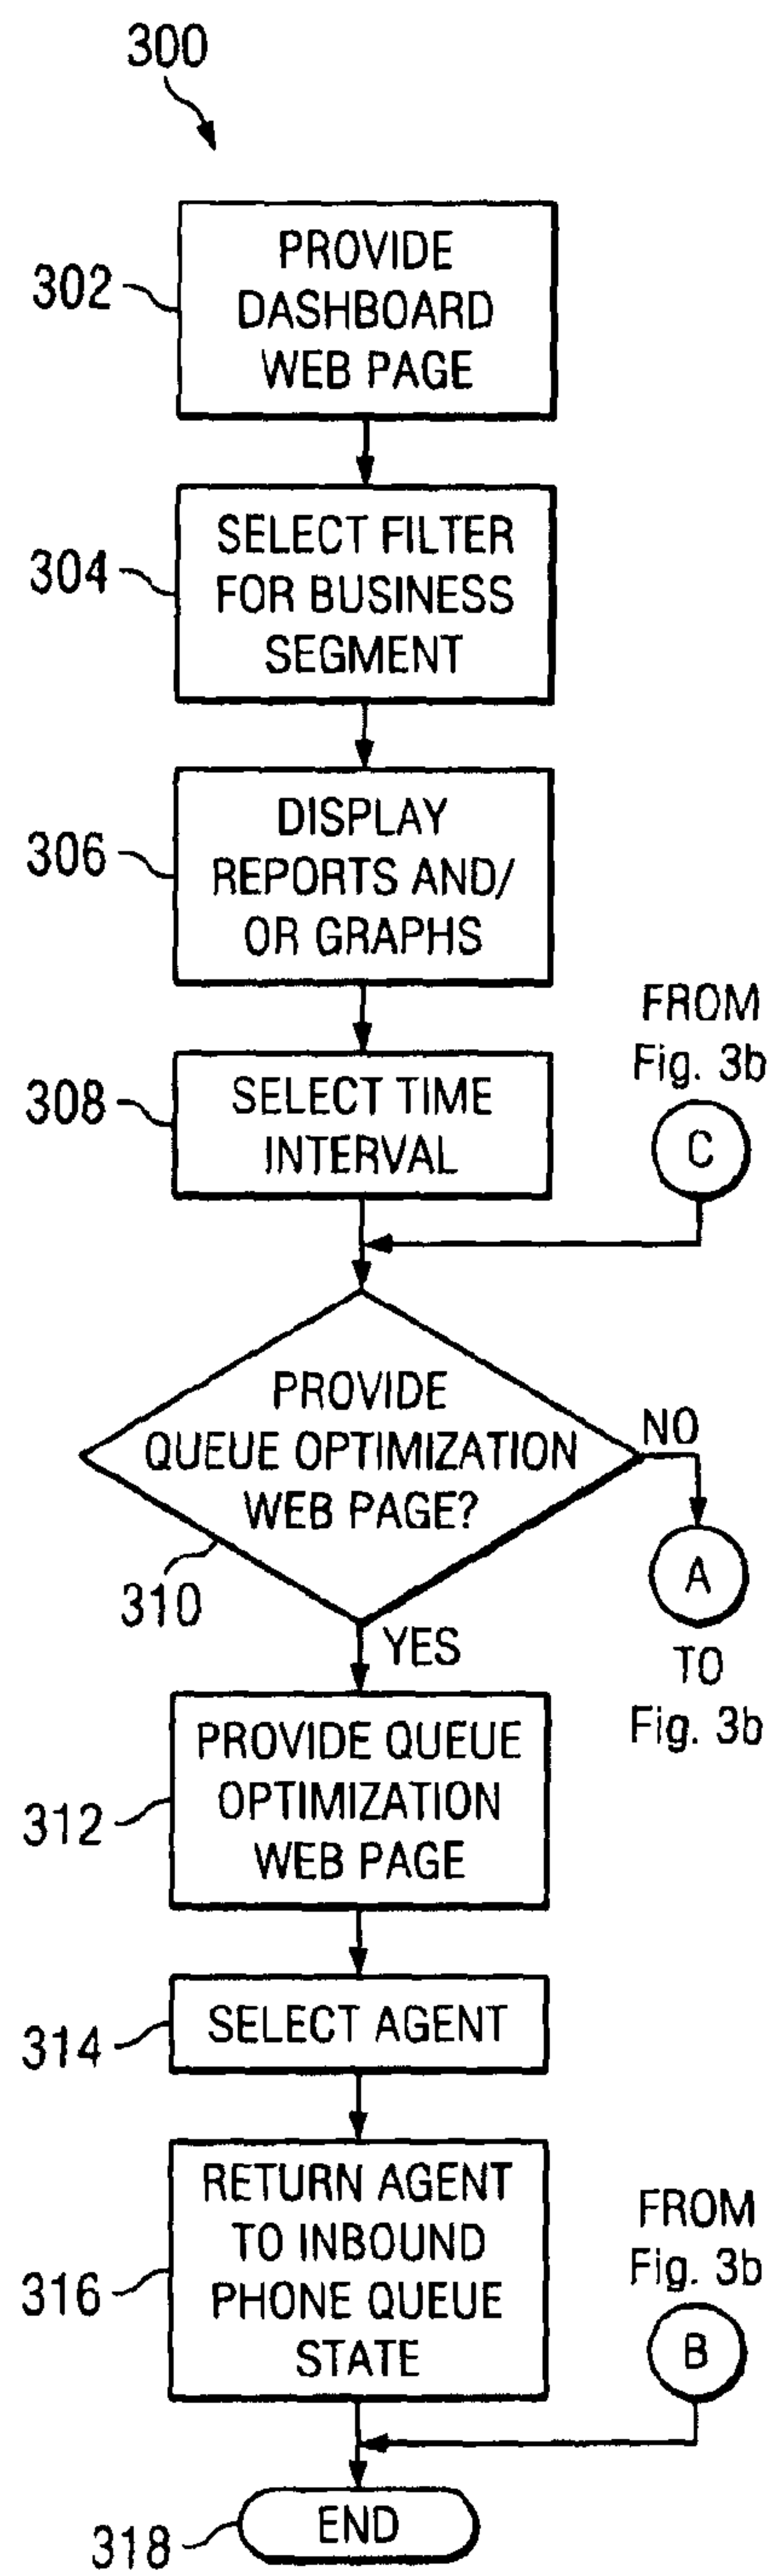 300
302
PROVIDE
DASHBOARD
WEB PAGE
304
SELECT FILTER
FOR BUSINESS
SEGMENT
306
DISPLAY
REPORTS AND/
OR GRAPHS
308
SELECT TIME
INTERVAL
FROM
Fig. 3b
C
PROVIDE
QUEUE OPTIMIZATION
WEB PAGE?
310
NO
A
TO
Fig. 3b
YES
312
PROVIDE QUEUE
OPTIMIZATION
WEB PAGE
314
SELECT AGENT
316
RETURN AGENT
TO INBOUND
PHONE QUEUE
STATE
FROM
Fig. 3b
B
318
END